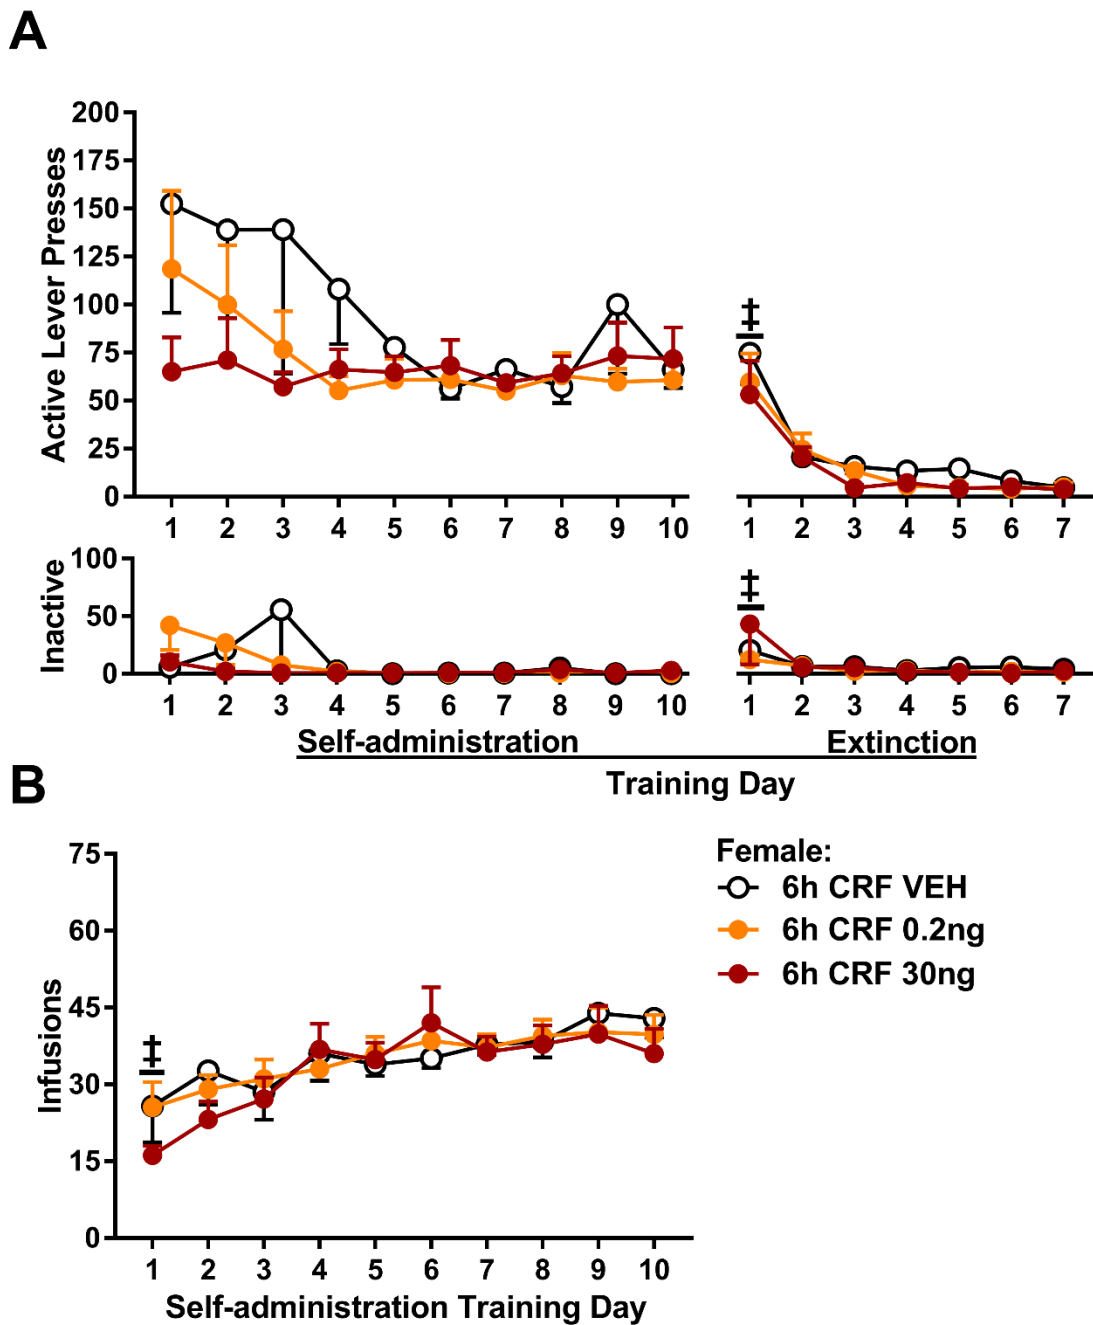 A
Active Lever Presses
200
175
150
125
100
75
50
25
0
1 2 3 4 5 6 7 8 9 10
‡
1 2 3 4 5 6 7
Inactive
100
50
0
1 2 3 4 5 6 7 8 9 10
‡
1 2 3 4 5 6 7
Self-administration Extinction
Training Day
B
Infusions
75
60
45
30
15
0
‡
1 2 3 4 5 6 7 8 9 10
Self-administration Training Day
Female:
6h CRF VEH
6h CRF 0.2ng
6h CRF 30ng